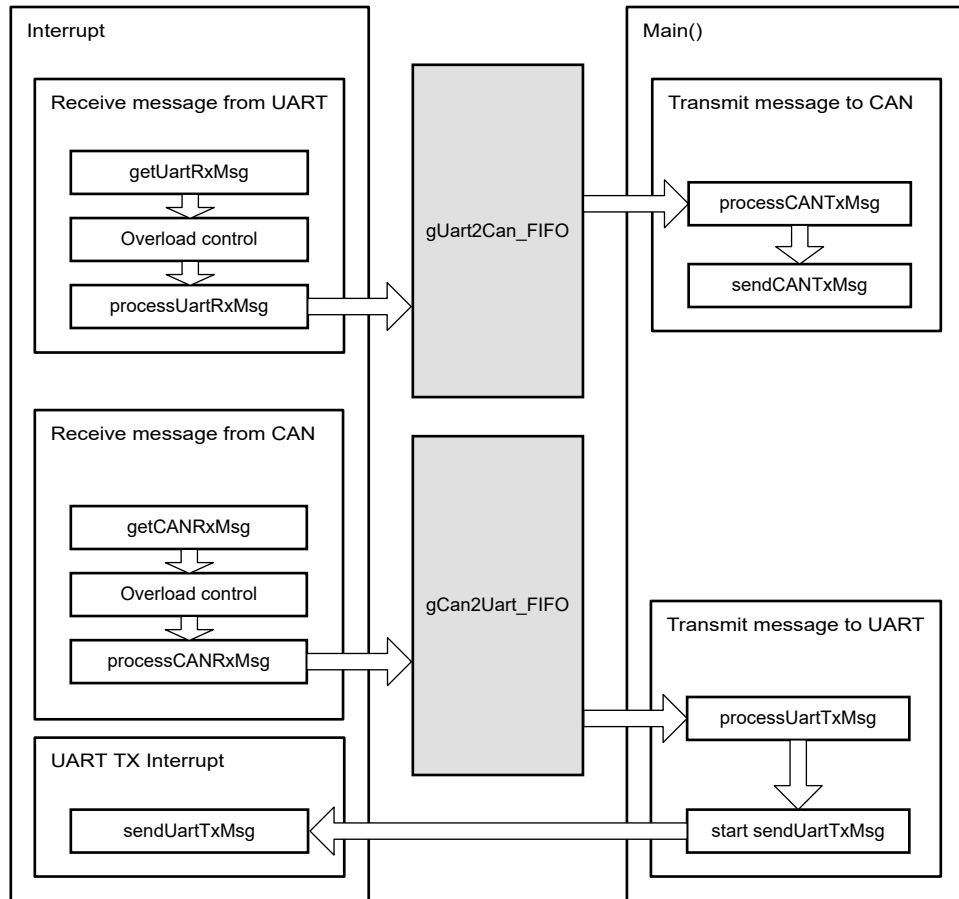 Interrupt
Receive message from UART
getUartRxMsg
Overload control
processUartRxMsg
Receive message from CAN
getCANRxMsg
Overload control
processCANRxMsg
UART TX Interrupt
sendUartTxMsg
gUart2Can_FIFO
gCan2Uart_FIFO
Main()
Transmit message to CAN
processCANTxMsg
sendCANTxMsg
Transmit message to UART
processUartTxMsg
start sendUartTxMsg